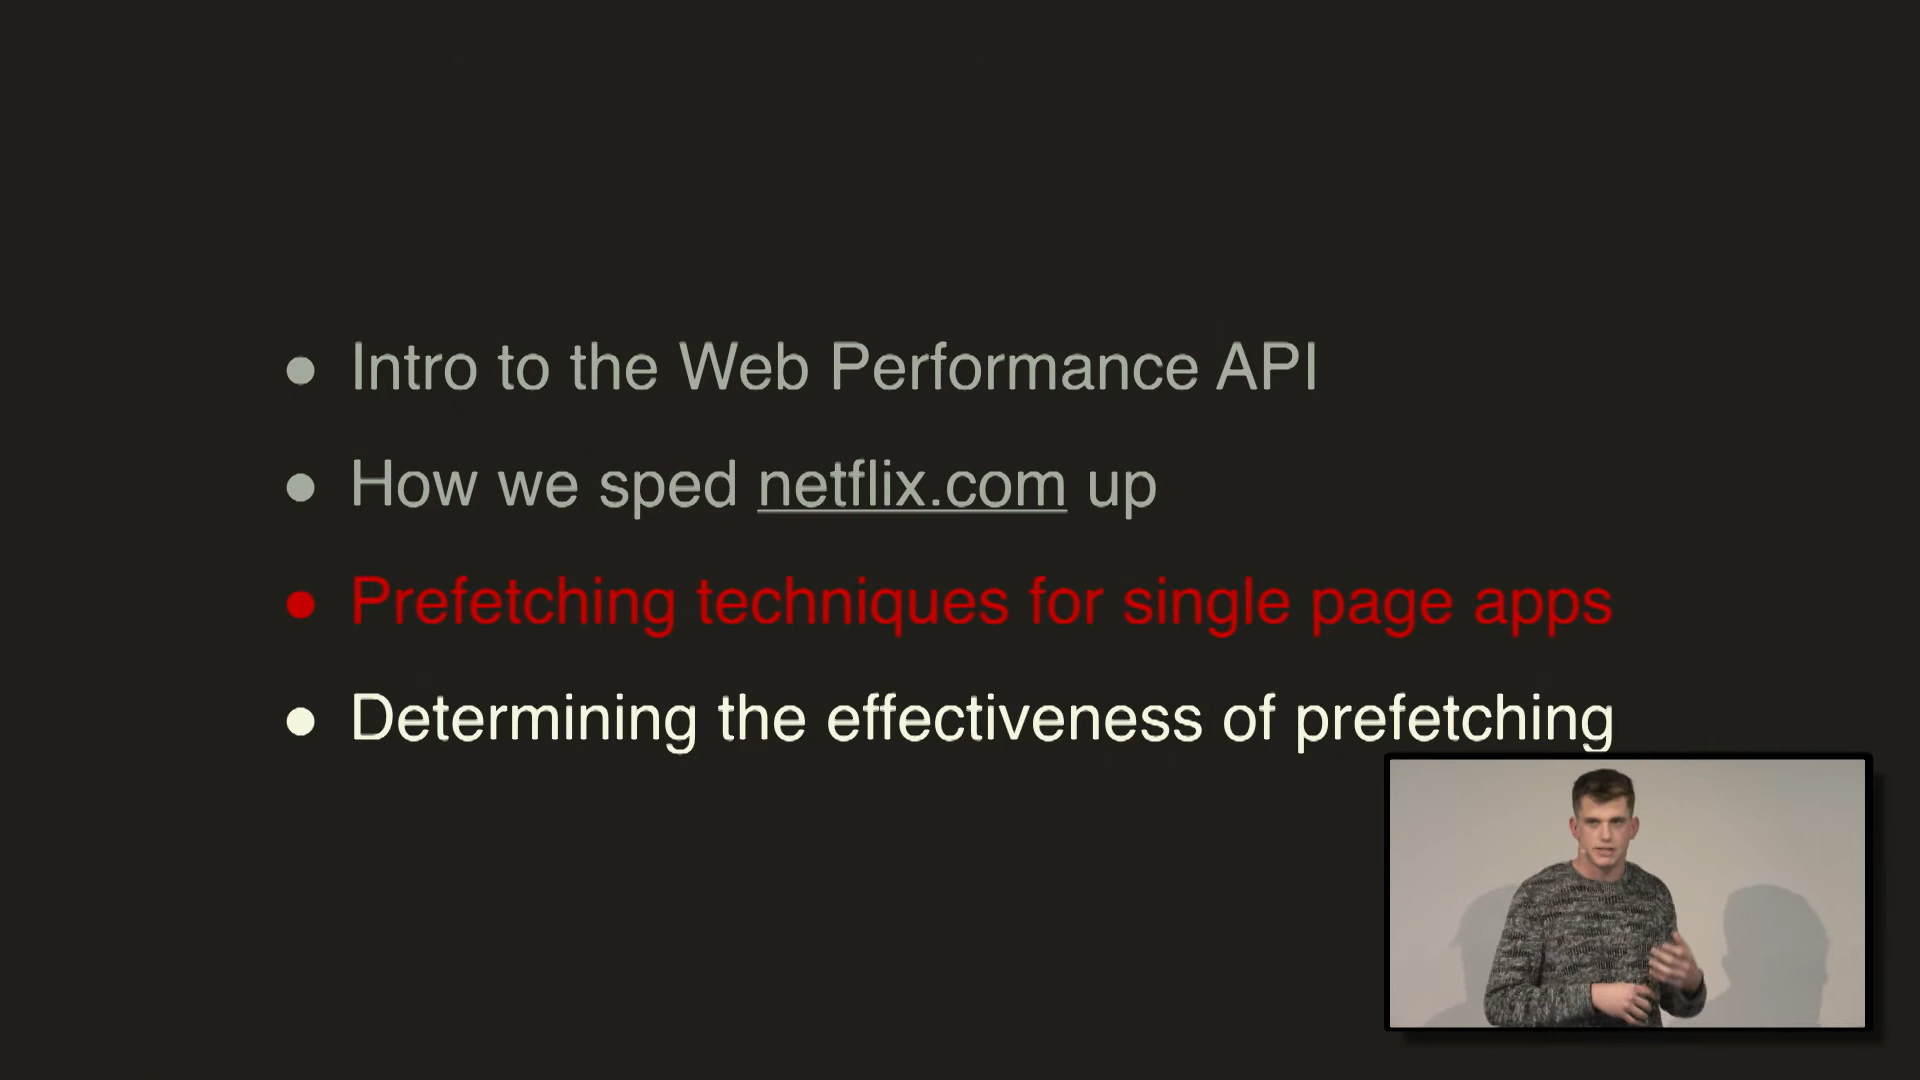 • Intro to the Web Performance API
• How we sped netflix.com up
• Prefetching techniques for single page apps
• Determining the effectiveness of prefetching